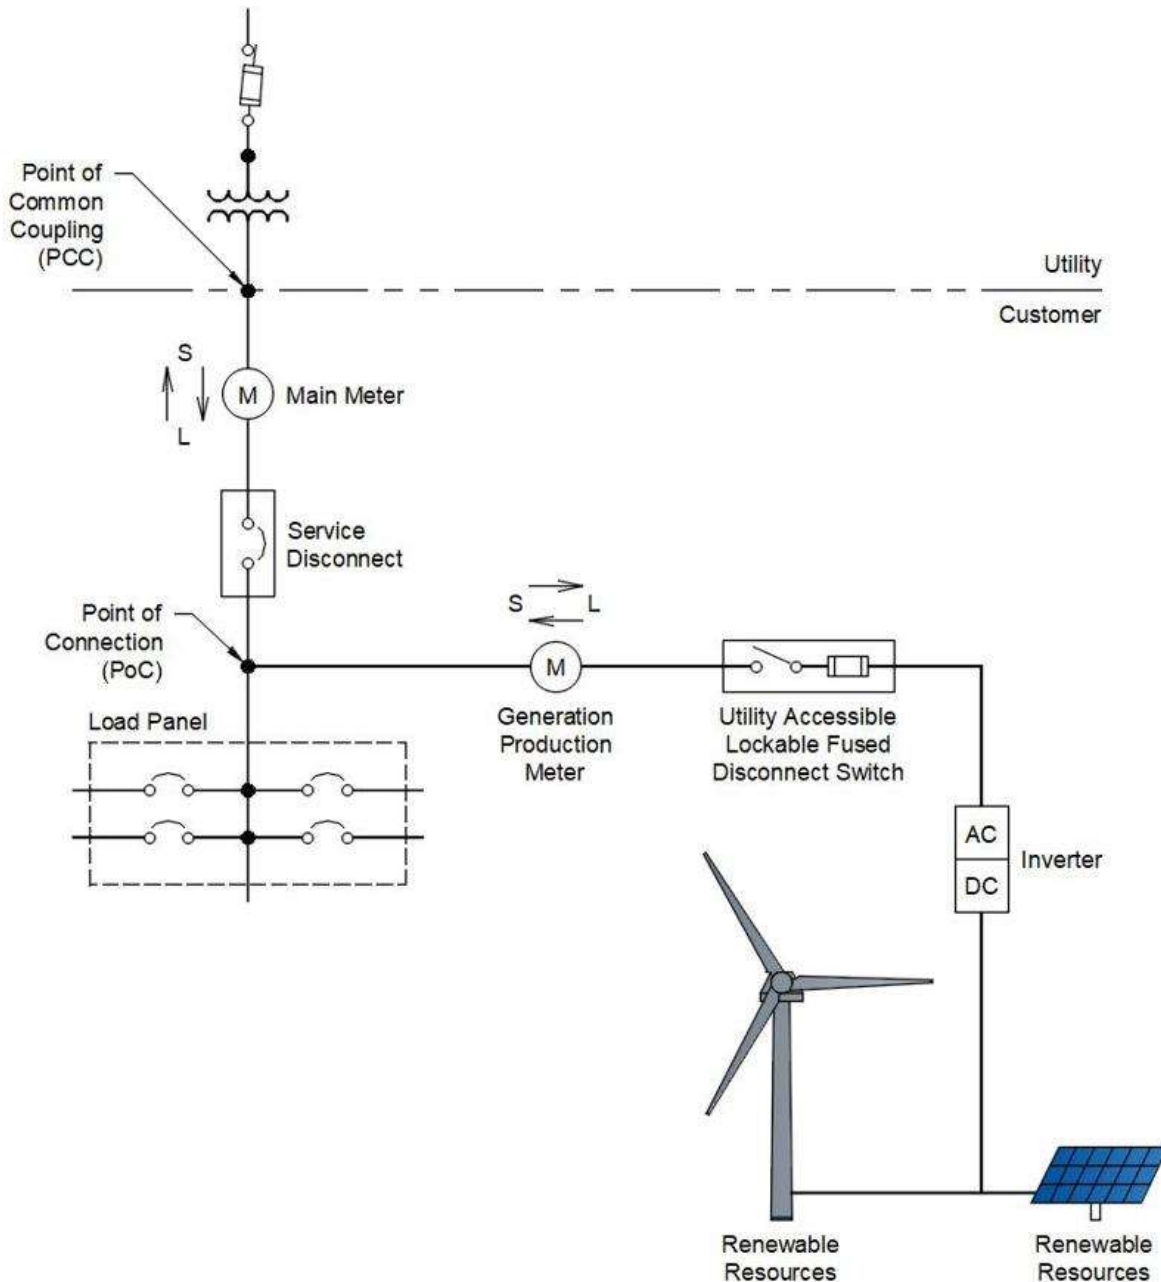 Point of
Common
Coupling
(PCC)
Utility
Customer
S
L
M
Main Meter
Service
Disconnect
Point of
Connection
(PoC)
S
L
M
Generation
Production
Meter
Utility Accessible
Lockable Fused
Disconnect Switch
Load Panel
AC
DC
Inverter
Renewable
Resources
Renewable
Resources